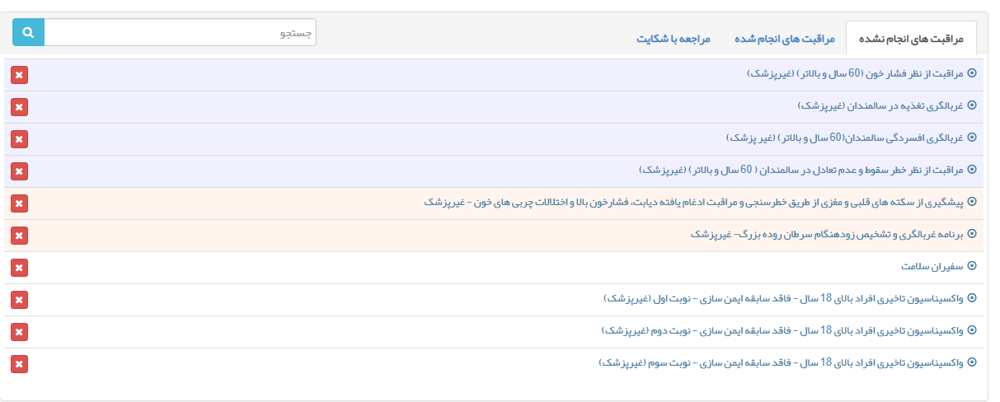 مراقبت های انجام نشده
مراقبت های انجام شده
مراجعه با شکایت
جستجو
مراقبت از نظر فشار خون (60 سال و بالاتر) (غیرپزشک)
غربالگری تغذیه در سالمندان (غیرپزشک)
غربالگری افسردگی سالمندان(60 سال و بالاتر) (غیر پزشک)
مراقبت از نظر خطر سقوط و عدم تعادل در سالمندان ( 60 سال و بالاتر) (غیرپزشک)
پیشگیری از سکته های قلبی و مغزی از طریق خطرسنجی و مراقبت ادغام یافته دیابت، فشارخون بالا و اختلالات چربی های خون - غیرپزشک
برنامه غربالگری و تشخیص زودهنگام سرطان روده بزرگ- غیرپزشک
سفیران سلامت
واکسیناسیون تاخیری افراد بالای 18 سال - فاقد سابقه ایمن سازی - نوبت اول (غیرپزشک)
واکسیناسیون تاخیری افراد بالای 18 سال - فاقد سابقه ایمن سازی - نوبت دوم (غیرپزشک)
واکسیناسیون تاخیری افراد بالای 18 سال - فاقد سابقه ایمن سازی - نوبت سوم (غیرپزشک)